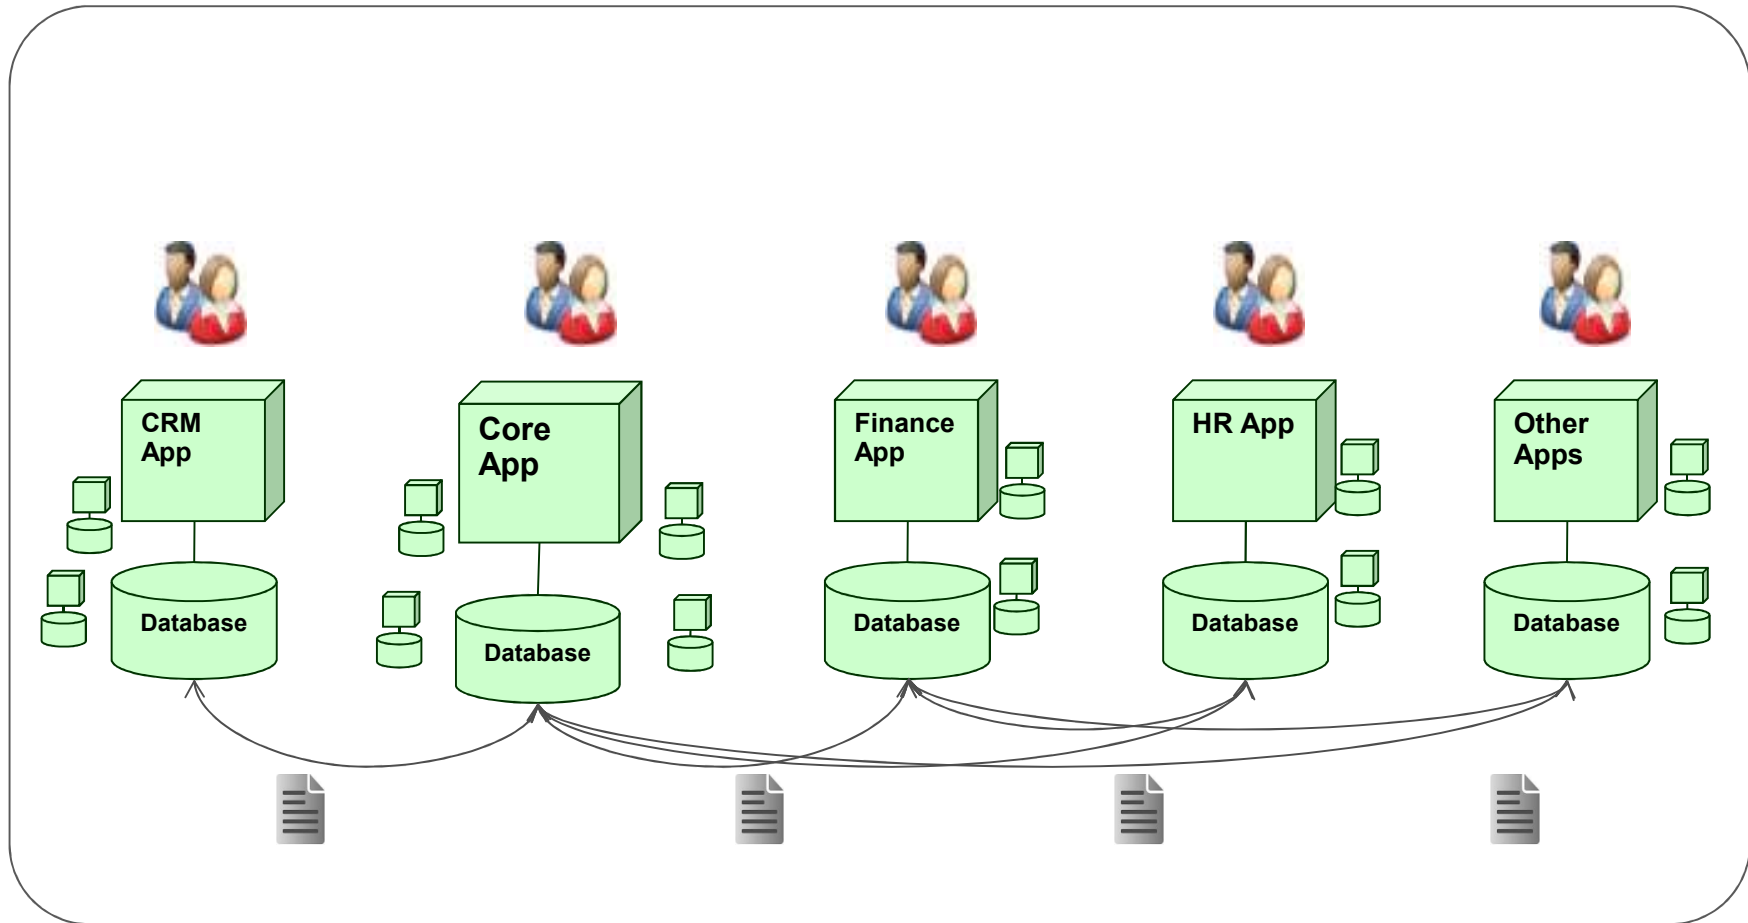 CRM
App
Core
App
Finance
App
HR App
Other
Apps
Database
Database
Database
Database
Database